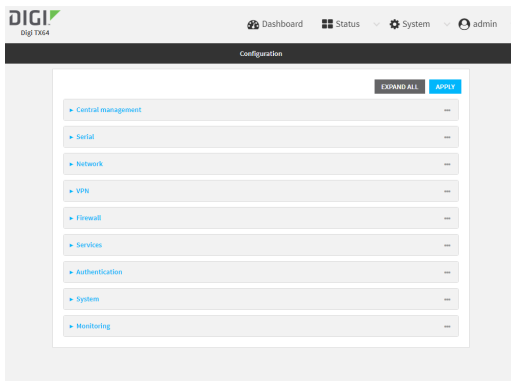 DIGI
Digi TX64
Dashboard
Status
System
admin
Configuration
EXPAND ALL
APPLY
Central management
Serial
Network
VPN
Firewall
Services
Authentication
System
Monitoring